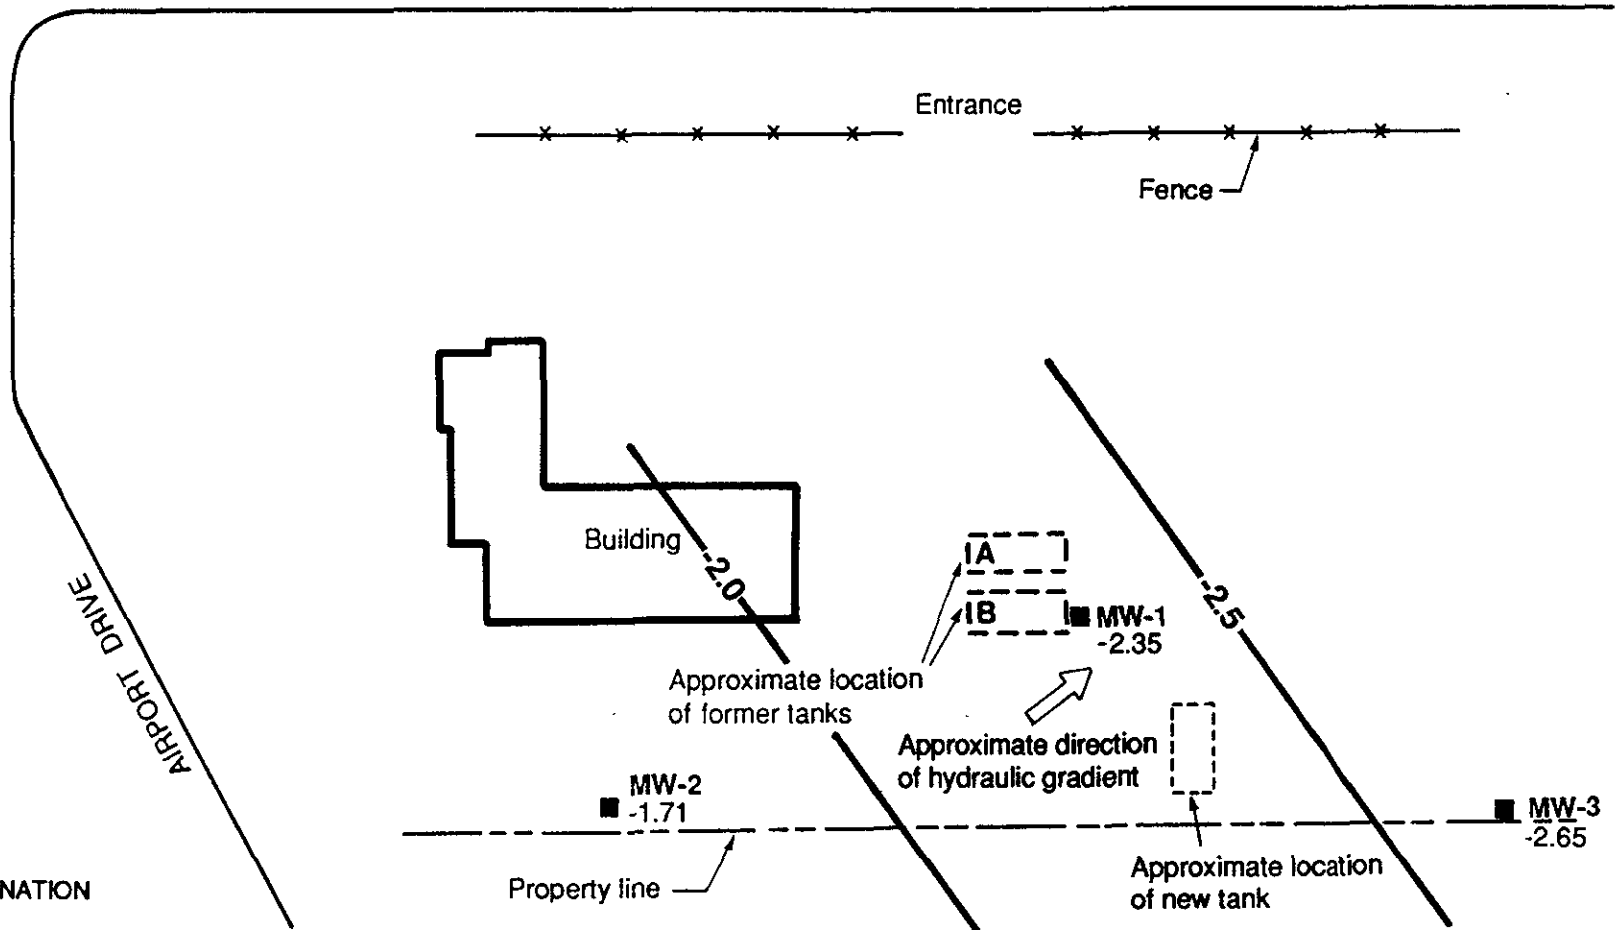 Entrance
Fence
Building
-2.0
A
B
MW-1
-2.35
-2.5
AIRPORT DRIVE
Approximate location
of former tanks
Approximate direction
of hydraulic gradient
MW-2
-1.71
MW-3
-2.65
Property line
Approximate location
of new tank
NATION